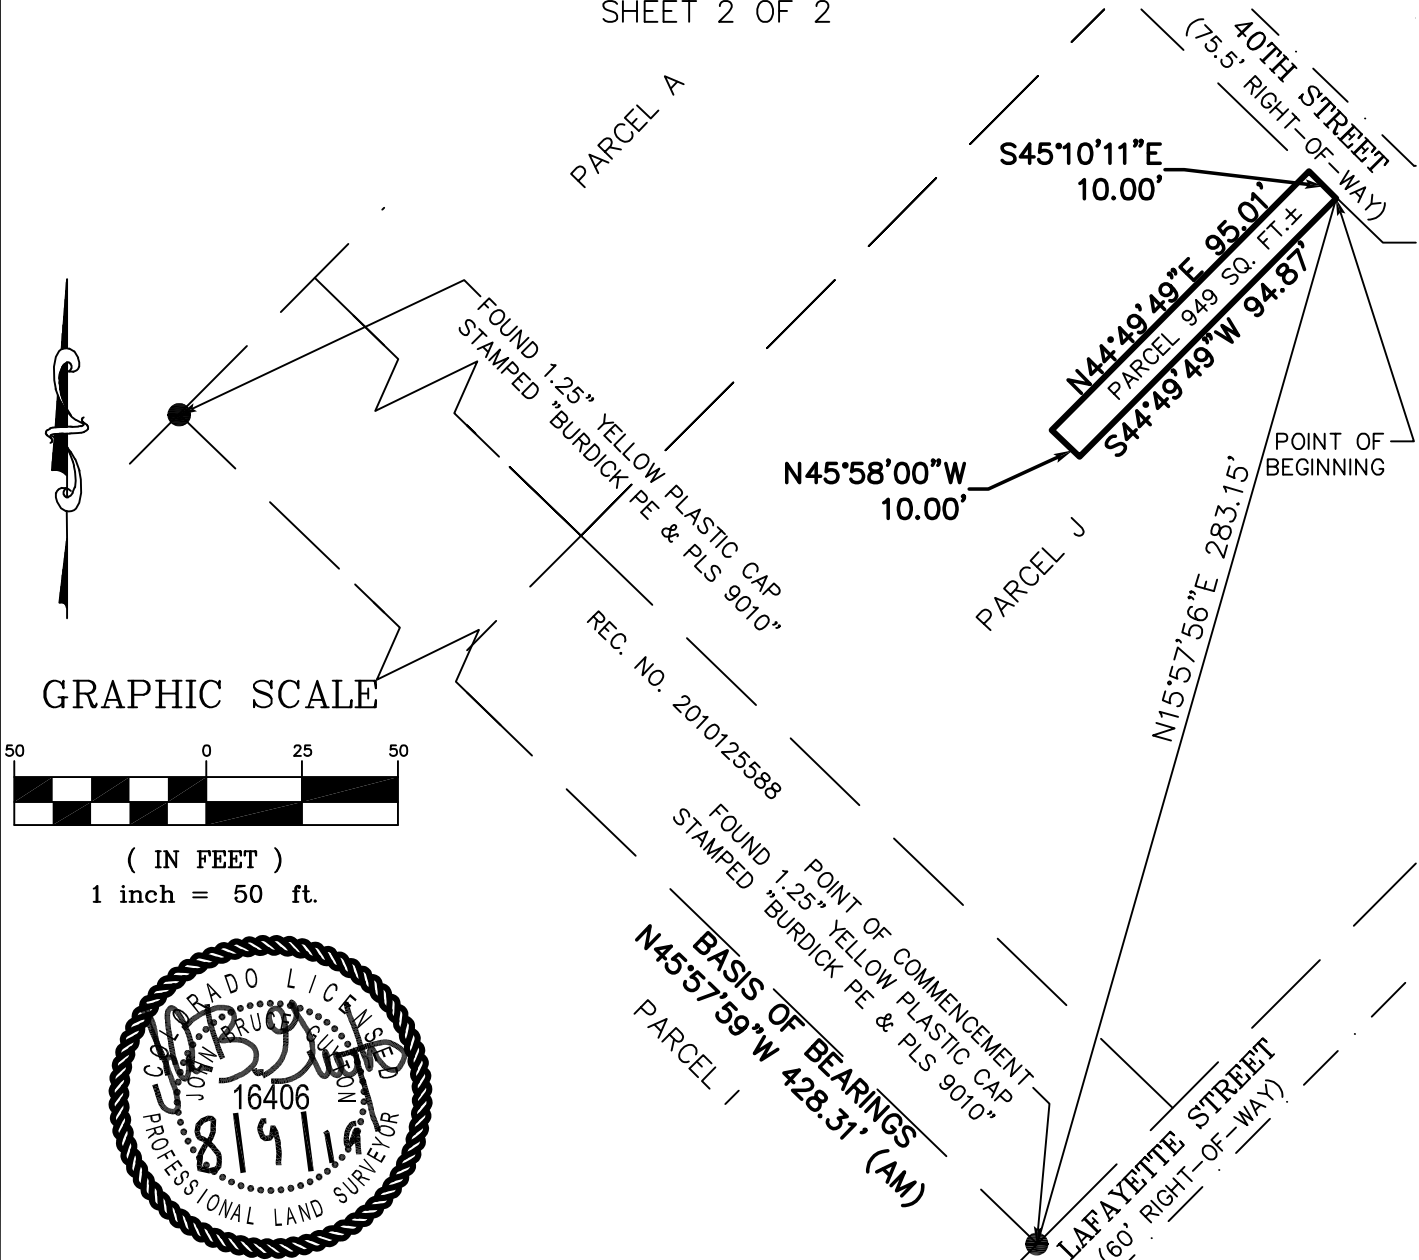 SHEET 2 OF 2
PARCEL A
40TH STREET
(75.5' RIGHT-OF-WAY)
S45°10'11"E
10.00'
N44°49'49"E 95.01'
PARCEL 949 SQ. FT.±
S44°49'49"W 94.87'
N45°58'00"W
10.00'
POINT OF
BEGINNING
FOUND 1.25" YELLOW PLASTIC CAP
STAMPED "BURDICK PE & PLS 9010"
PARCEL J
N15°57'56"E 283.15'
REC. NO. 2010125588
GRAPHIC SCALE
50 0 25 50
( IN FEET )
1 inch = 50 ft.
POINT OF COMMENCEMENT
FOUND 1.25" YELLOW PLASTIC CAP
STAMPED "BURDICK PE & PLS 9010"
BASIS OF BEARINGS
N45°57'59"W 428.31' (AM)
PARCEL I
LAFAYETTE STREET
(60' RIGHT-OF-WAY)
COLORADO LICENSED
JOHN BRUCE GUYTON
16406
8/9/19
PROFESSIONAL LAND SURVEYOR